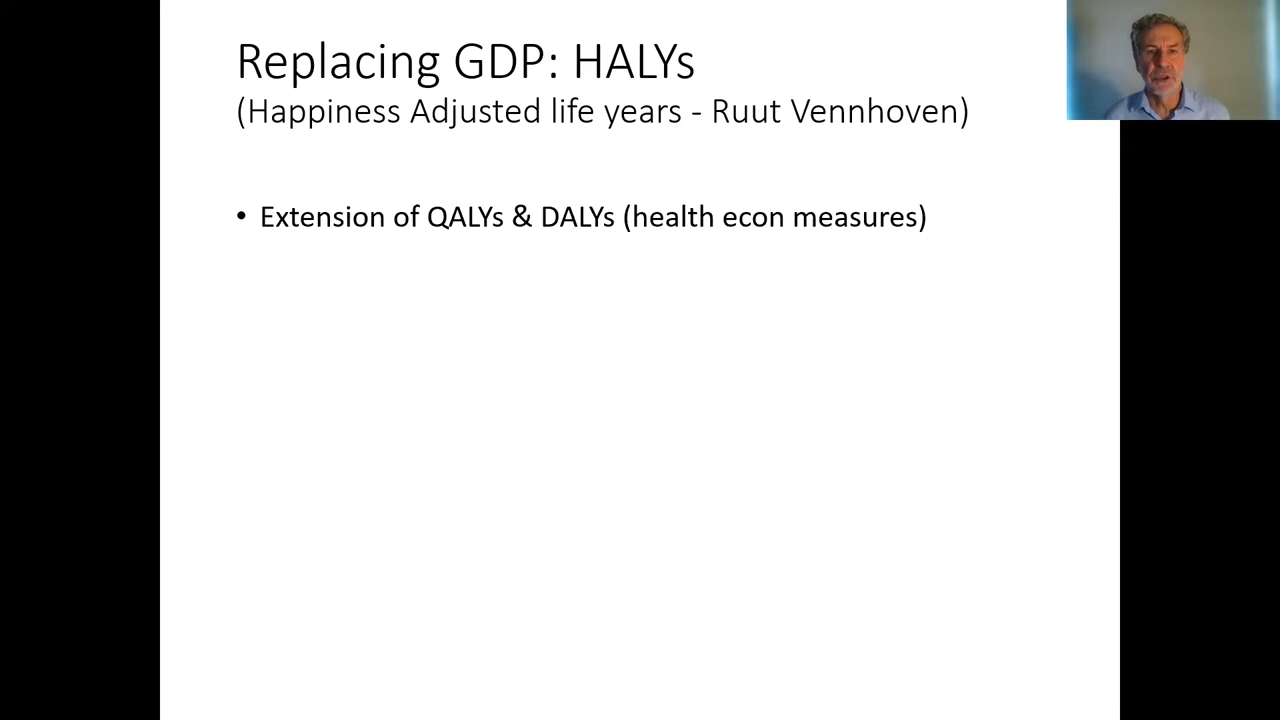 Replacing GDP: HALYs
(Happiness Adjusted life years - Ruut Vennhoven)
• Extension of QALYs & DALYs (health econ measures)